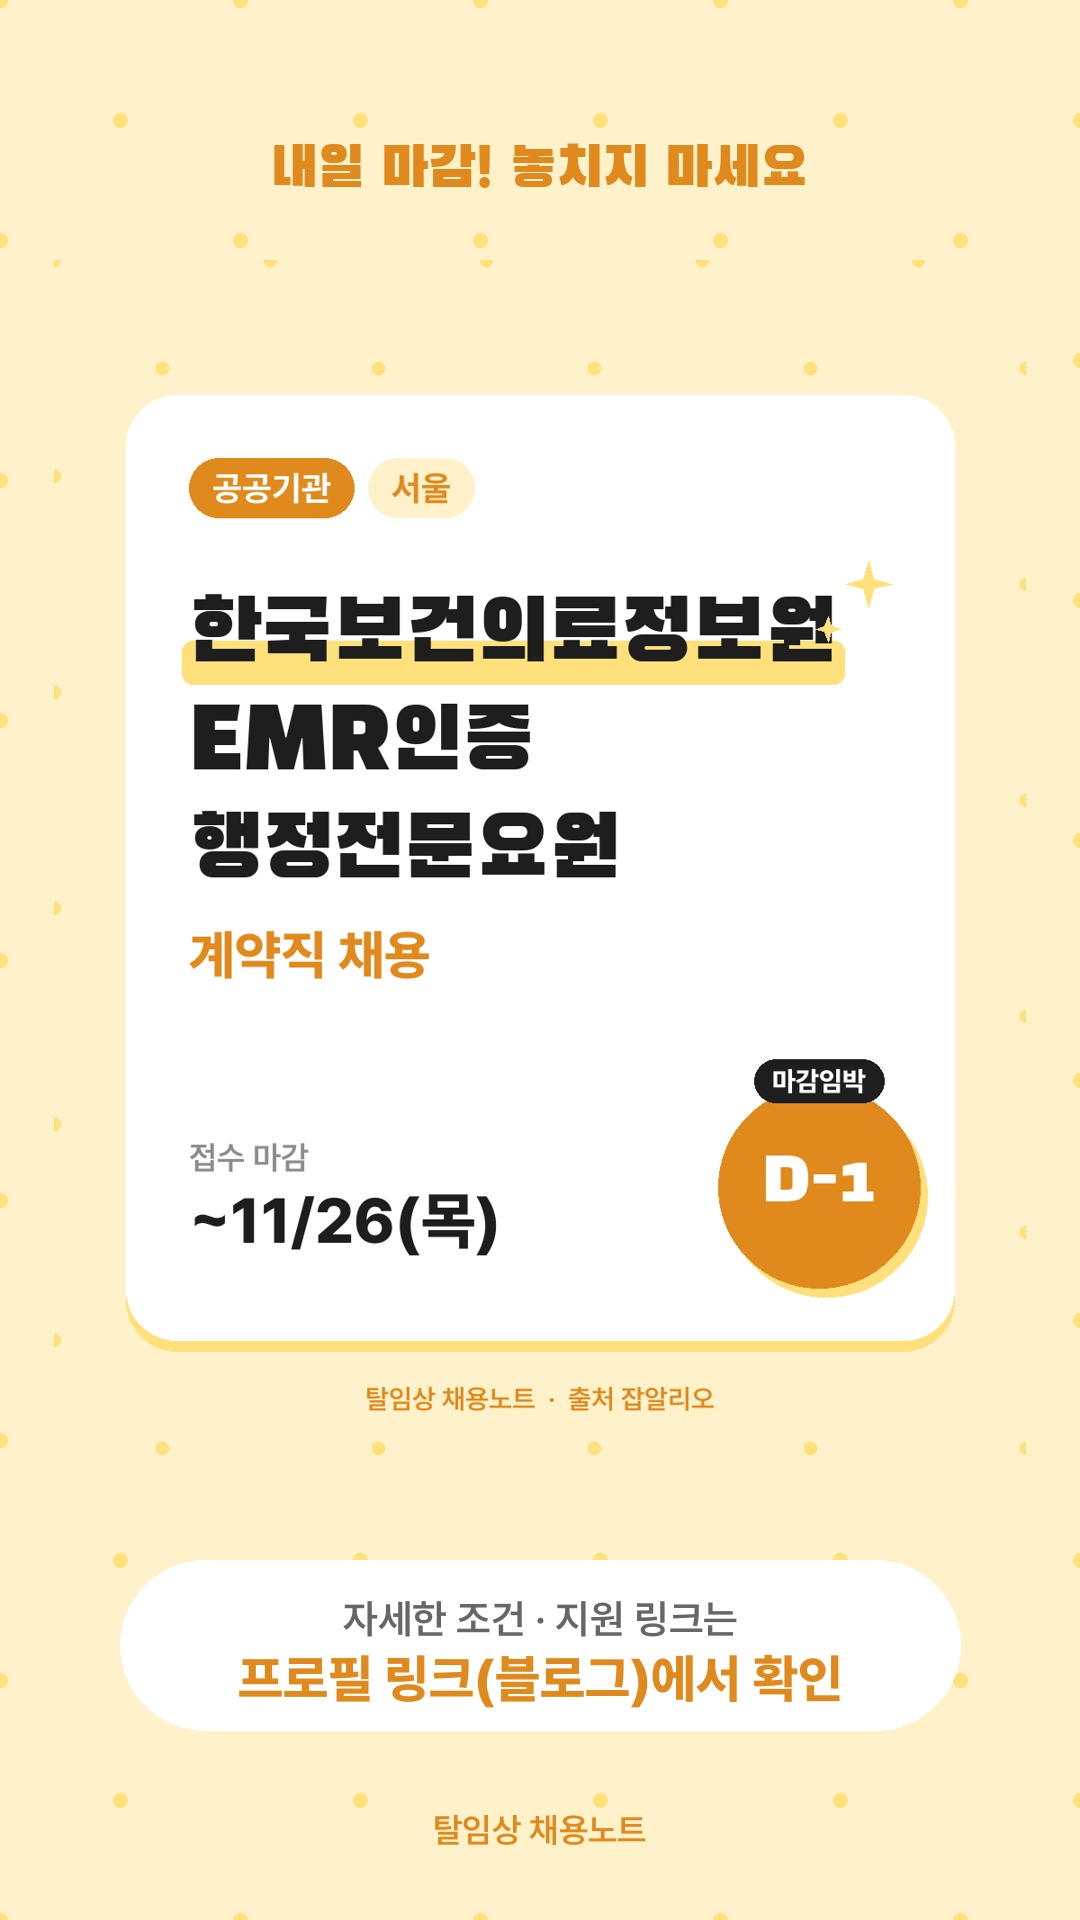 내일 마감! 놓치지 마세요
공공기관 서울
한국보건의료정보원
EMR인증
행정전문요원
계약직 채용
마감임박
D-1
접수 마감
~11/26(목)
탈임상 채용노트 · 출처 잡알리오
자세한 조건 · 지원 링크는
프로필 링크(블로그)에서 확인
탈임상 채용노트